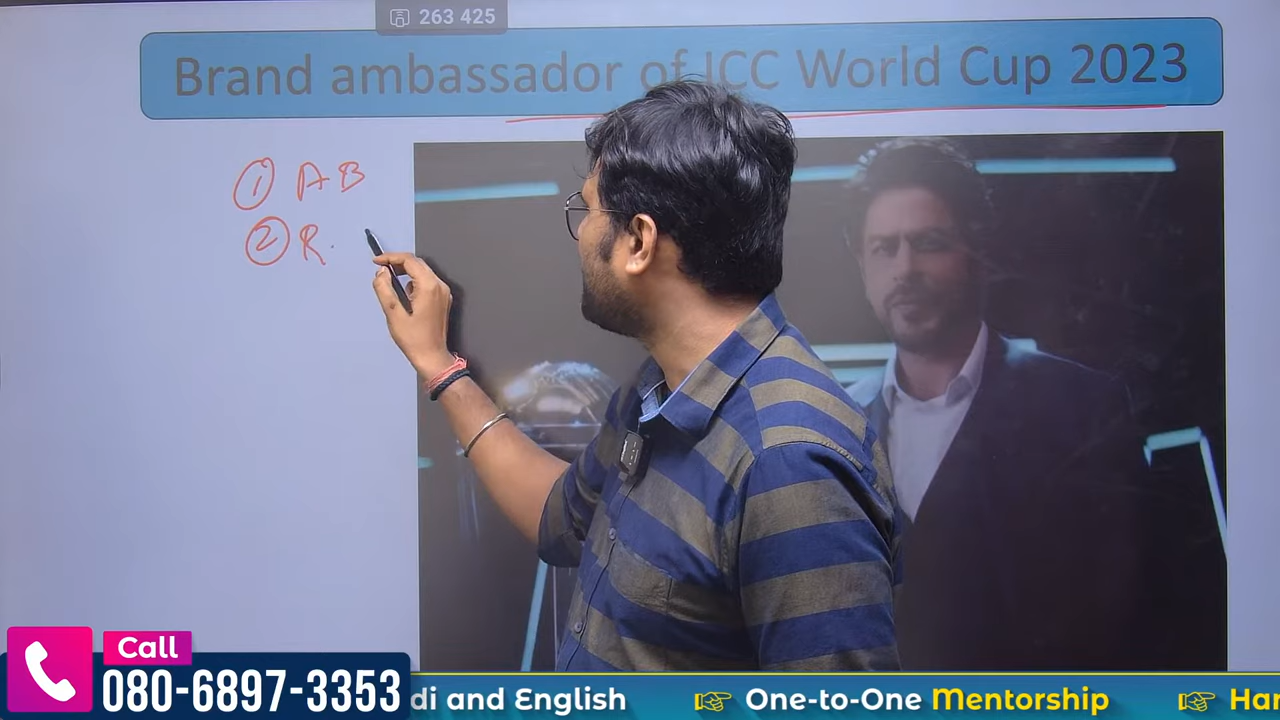 263 425
Brand ambassador of ICC World Cup 2023
① A B
② R.
Call
080-6897-3353
di and English
One-to-One Mentorship
Har